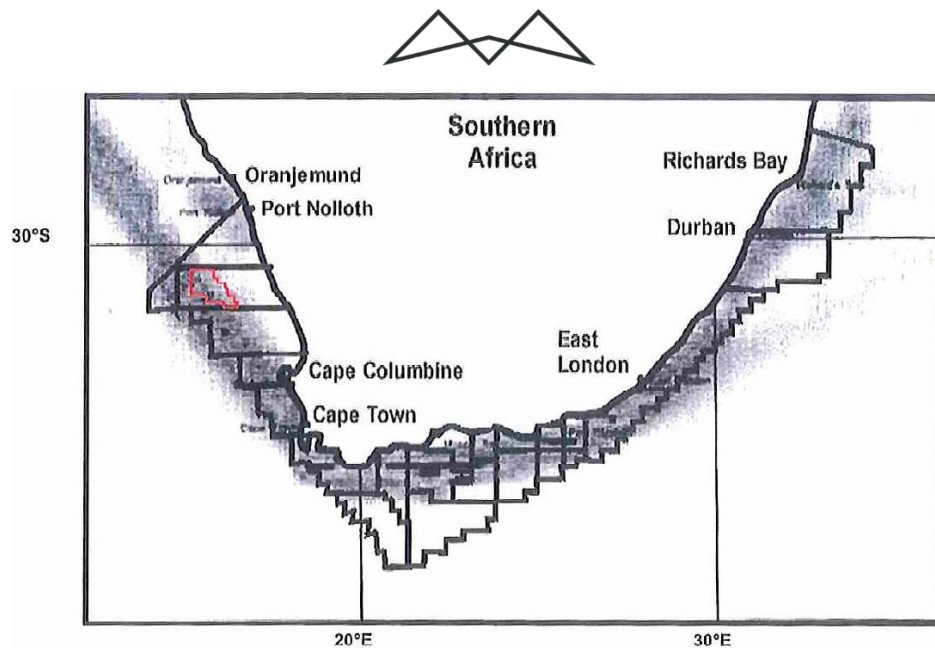 Southern
Africa
Oranjemund
Port Nolloth
Richards Bay
Durban
30°S
East
London
Cape Columbine
Cape Town
20°E
30°E